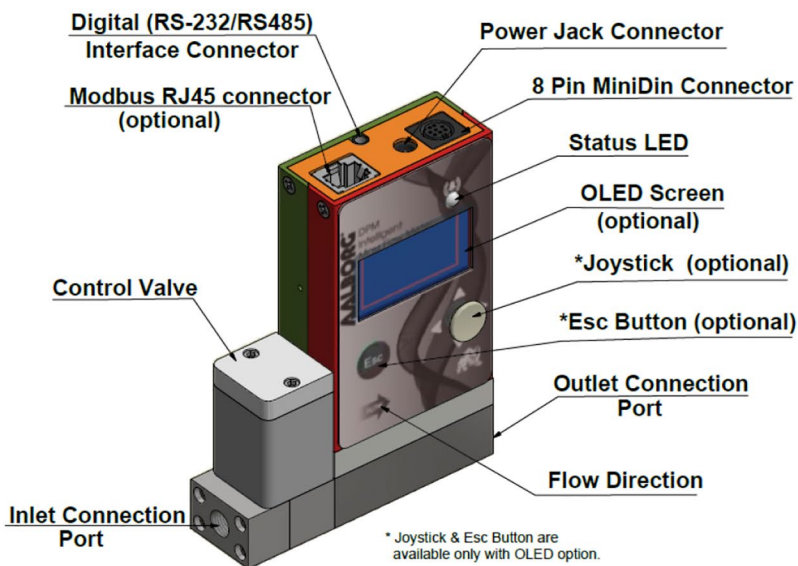 Digital (RS-232/RS485)
Interface Connector
Power Jack Connector
Modbus RJ45 connector
(optional)
8 Pin MiniDin Connector
Status LED
OLED Screen
(optional)
*Joystick (optional)
Control Valve
*Esc Button (optional)
AALBORG
DPM
Intelligent
Esc
Outlet Connection
Port
Flow Direction
Inlet Connection
Port
* Joystick & Esc Button are
available only with OLED option.